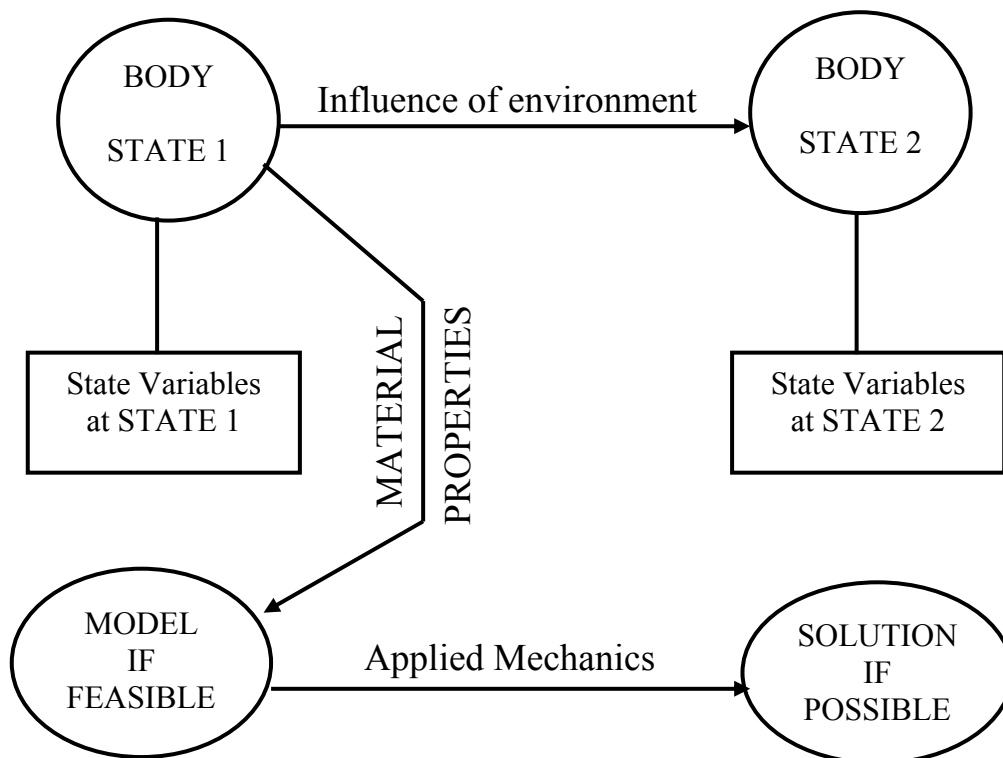 BODY
STATE 1
Influence of environment
BODY
STATE 2
State Variables
at STATE 1
MATERIAL
PROPERTIES
State Variables
at STATE 2
MODEL
IF
FEASIBLE
Applied Mechanics
SOLUTION
IF
POSSIBLE